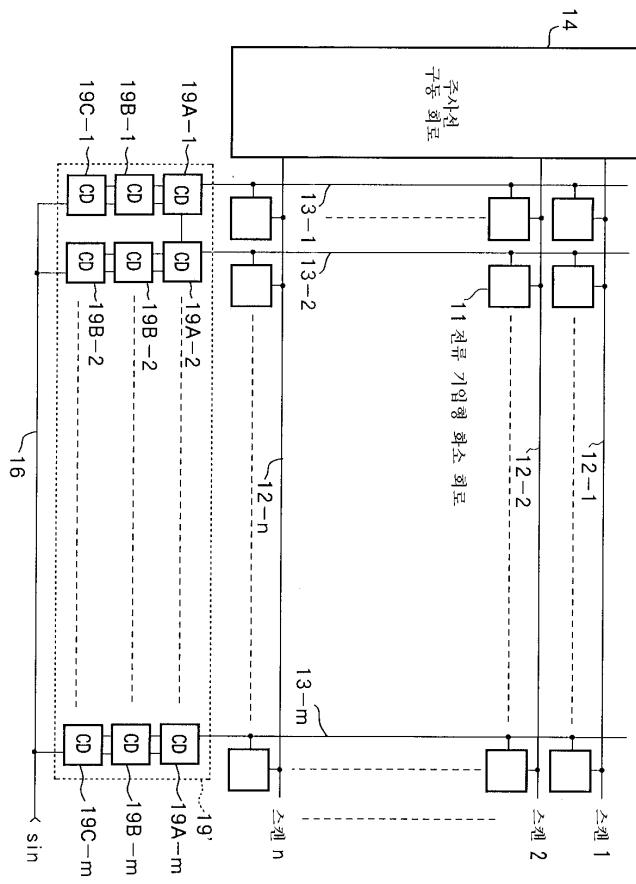 14
주사선
구동 회로
스캔 1
스캔 2
스캔 n
12-1
12-2
12-n
11 전류 기입형 화소 회로
13-1
13-2
13-m
19A-1
19B-1
19C-1
CD
CD
CD
CD
CD
CD
19A-2
19B-2
19B-2
CD
CD
CD
19A-m
19B-m
19C-m
19'
16
sin